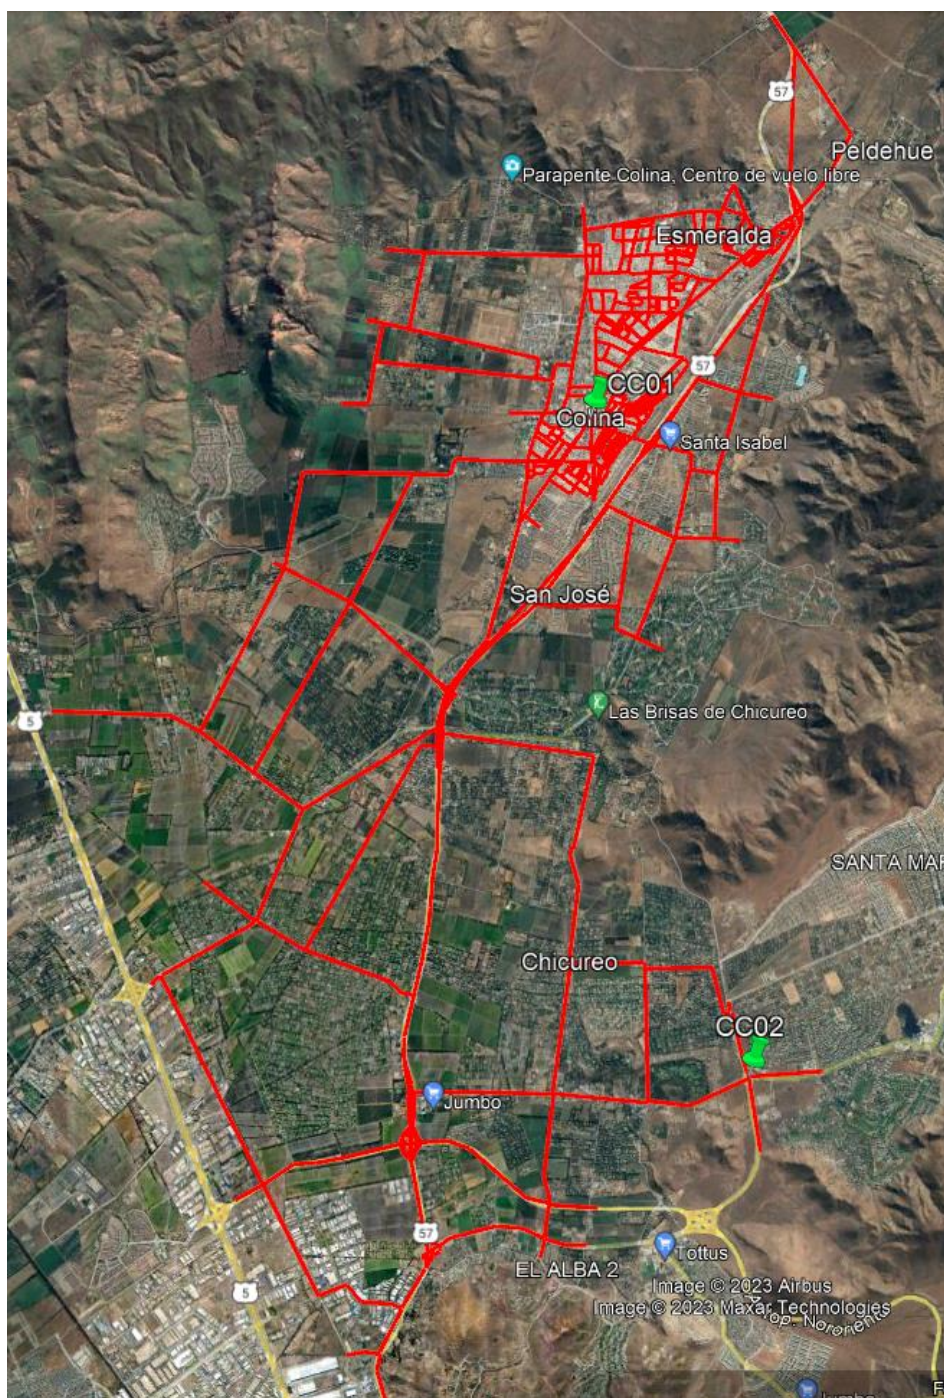 57
Peldehue
Parapente Colina, Centro de vuelo libre
Esmeralda
57
CC01
Colina
Santa Isabel
San José
Las Brisas de Chicureo
5
SANTA MAR
Chicureo
CC02
Jumbo
57
Tottus
EL ALBA 2
Image © 2023 Airbus
5
Image © 2023 Maxar Technologies
Nororiente